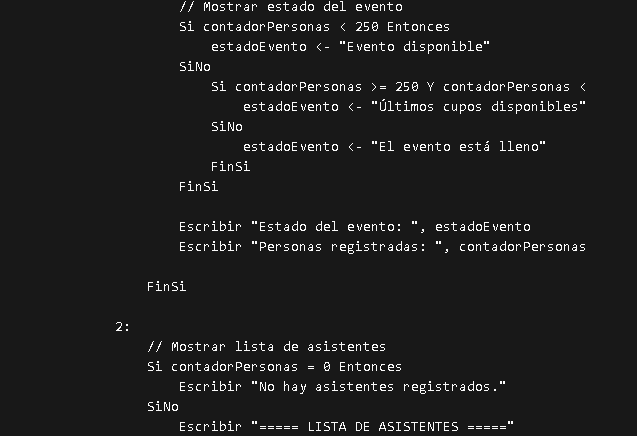 // Mostrar estado del evento
Si contadorPersonas < 250 Entonces
estadoEvento <- "Evento disponible"
SiNo
Si contadorPersonas >= 250 Y contadorPersonas <
estadoEvento <- "Últimos cupos disponibles"
SiNo
estadoEvento <- "El evento está lleno"
FinSi
FinSi
Escribir "Estado del evento: ", estadoEvento
Escribir "Personas registradas: ", contadorPersonas
FinSi
2:
// Mostrar lista de asistentes
Si contadorPersonas = 0 Entonces
Escribir "No hay asistentes registrados."
SiNo
Escribir "===== LISTA DE ASISTENTES ====="